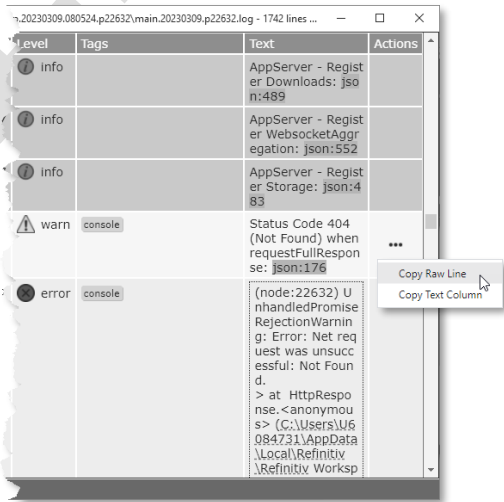 .20230309.080524.p22632\main.20230309.p22632.log - 1742 lines ...
Level Tags Text Actions
info
AppServer - Regist
er Downloads: jso
n:489
info
AppServer - Regist
er WebsocketAggr
egation: json:552
info
AppServer - Regist
er Storage: json:4
83
warn console
Status Code 404
(Not Found) when
requestFullRespon
se: json:176
Copy Raw Line
Copy Text Column
error console
(node:22632) U
nhandledPromise
RejectionWarnin
g: Error: Net req
uest was unsucc
essful: Not Foun
d.
> at HttpRespo
nse.<anonymou
s> (C:\Users\U6
084731\AppData
\Local\Refinitiv
\Refinitiv Worksp